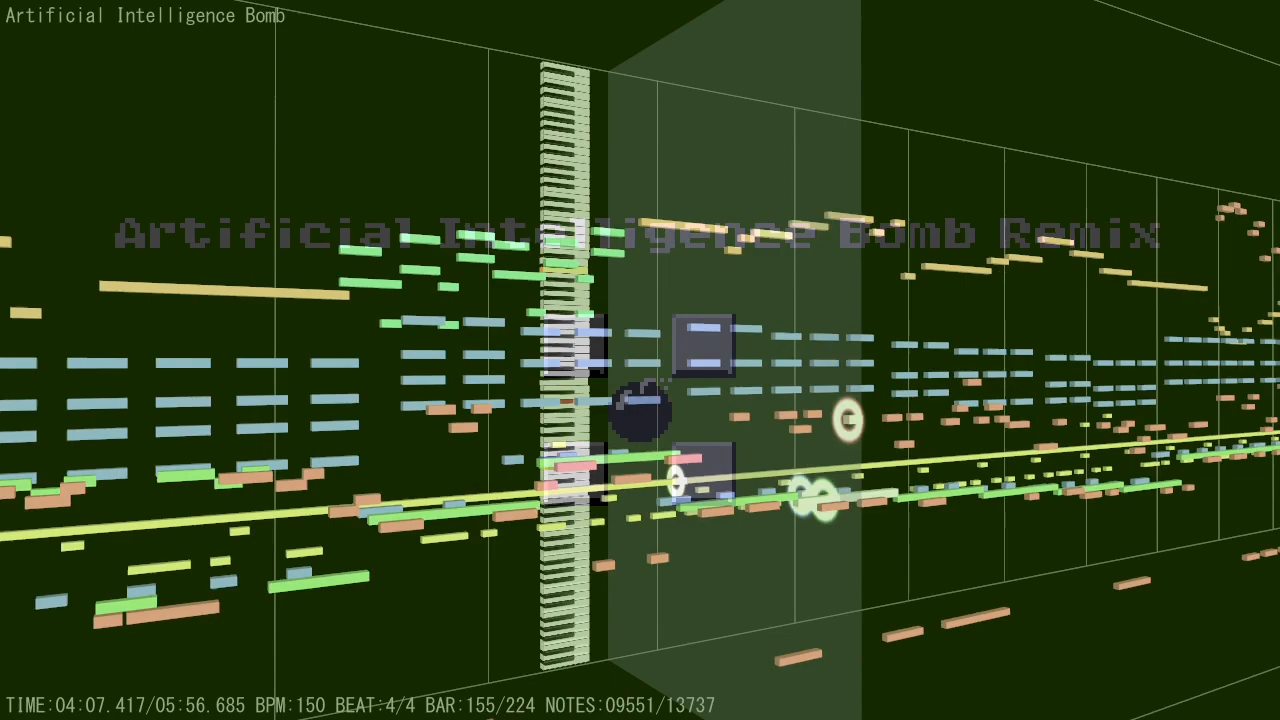 Artificial Intelligence Bomb
Artificial Intelligence Bomb Remix
TIME:04:07.417/05:56.685 BPM:150 BEAT:4/4 BAR:155/224 NOTES:09551/13737